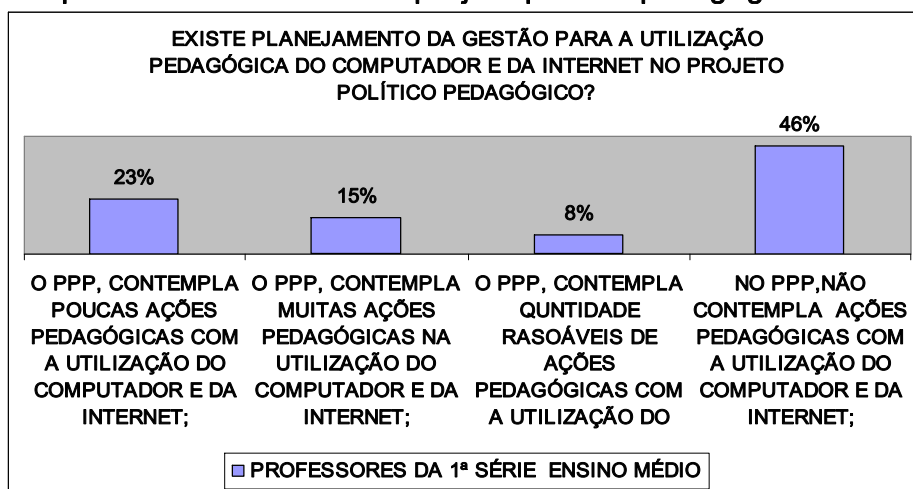 EXISTE PLANEJAMENTO DA GESTÃO PARA A UTILIZAÇÃO
PEDAGÓGICA DO COMPUTADOR E DA INTERNET NO PROJETO
POLÍTICO PEDAGÓGICO?
23%
15%
8%
46%
O PPP, CONTEMPLA
POUCAS AÇÕES
PEDAGÓGICAS COM
A UTILIZAÇÃO DO
COMPUTADOR E DA
INTERNET;
O PPP, CONTEMPLA
MUITAS AÇÕES
PEDAGÓGICAS NA
UTILIZAÇÃO DO
COMPUTADOR E DA
INTERNET;
O PPP, CONTEMPLA
QUNTIDADE
RASOÁVEIS DE
AÇÕES
PEDAGÓGICAS COM
A UTILIZAÇÃO DO
NO PPP,NÃO
CONTEMPLA AÇÕES
PEDAGÓGICAS COM
A UTILIZAÇÃO DO
COMPUTADOR E DA
INTERNET;
PROFESSORES DA 1ª SÉRIE ENSINO MÉDIO